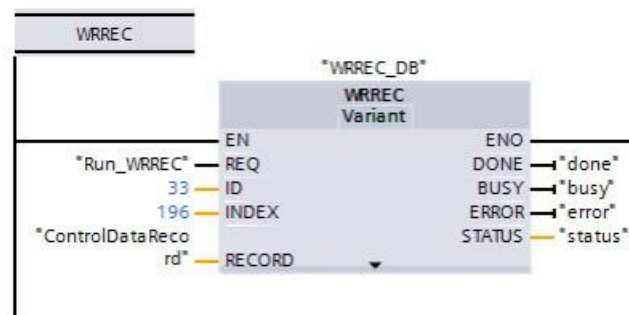 WRREC
"WRREC_DB"
WRREC
Variant
EN ENO
"Run_WRREC" REQ DONE "done"
33 ID BUSY "busy"
196 INDEX ERROR "error"
"ControlDataReco STATUS "status"
rd" RECORD